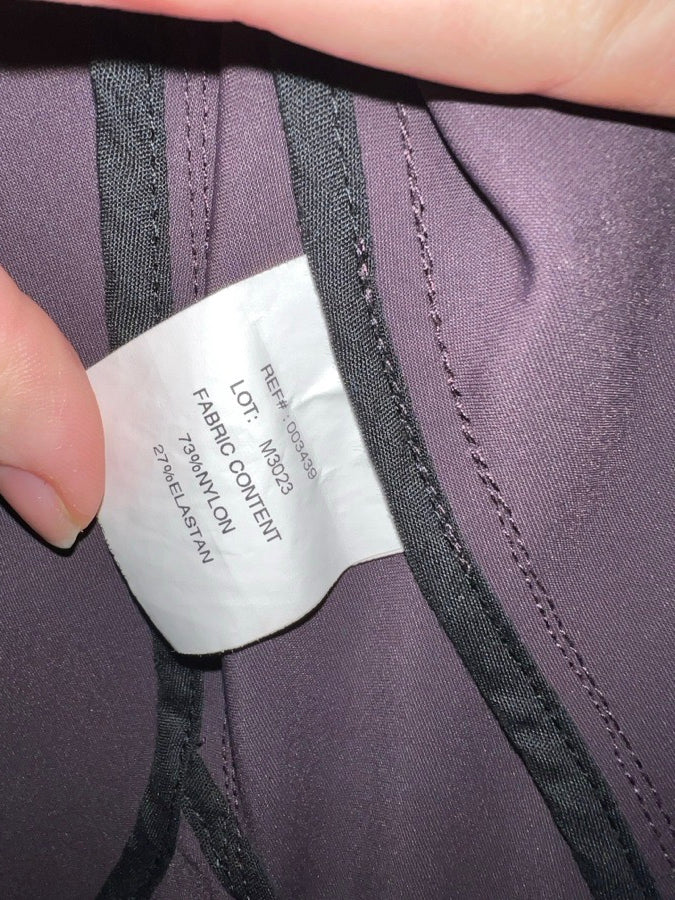 REF# : 003439
LOT: M3023
FABRIC CONTENT
73%NYLON
27%ELASTAN